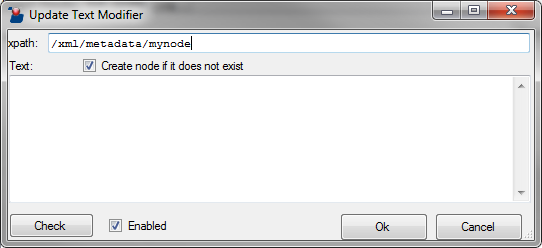 Update Text Modifier
xpath: /xml/metadata/mynode
Text: Create node if it does not exist
Check Enabled Ok Cancel